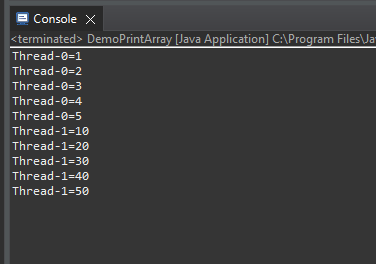 Console
<terminated> DemoPrintArray [Java Application] C:\Program Files\Ja
Thread-0=1
Thread-0=2
Thread-0=3
Thread-0=4
Thread-0=5
Thread-1=10
Thread-1=20
Thread-1=30
Thread-1=40
Thread-1=50